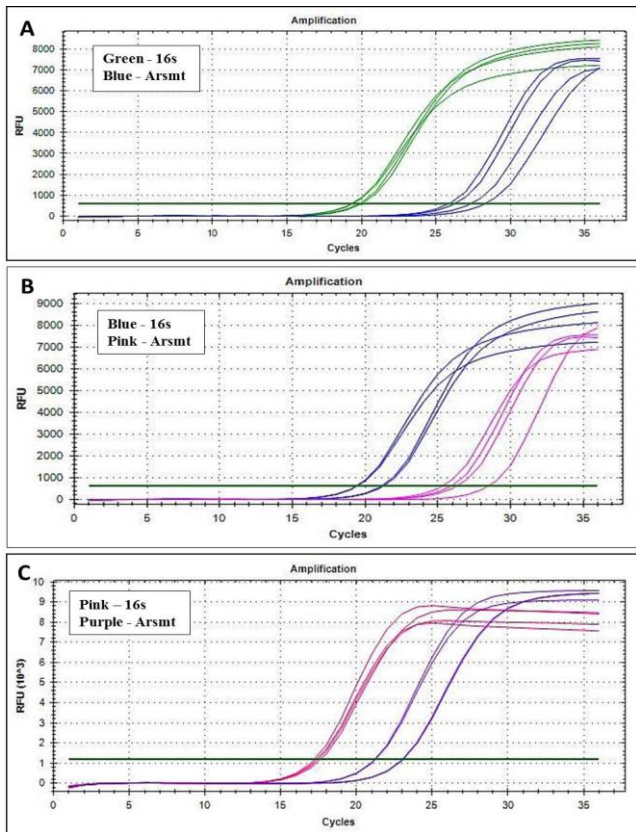 A
Amplification
Green - 16s
Blue - Arsmt
RFU
8000
7000
6000
5000
4000
3000
2000
1000
0
0 5 10 15 20 25 30 35
Cycles
B
Amplification
Blue - 16s
Pink - Arsmt
RFU
9000
8000
7000
6000
5000
4000
3000
2000
1000
0
0 5 10 15 20 25 30 35
Cycles
C
Amplification
Pink – 16s
Purple - Arsmt
RFU (10^3)
10
9
8
7
6
5
4
3
2
1
0
0 5 10 15 20 25 30 35
Cycles